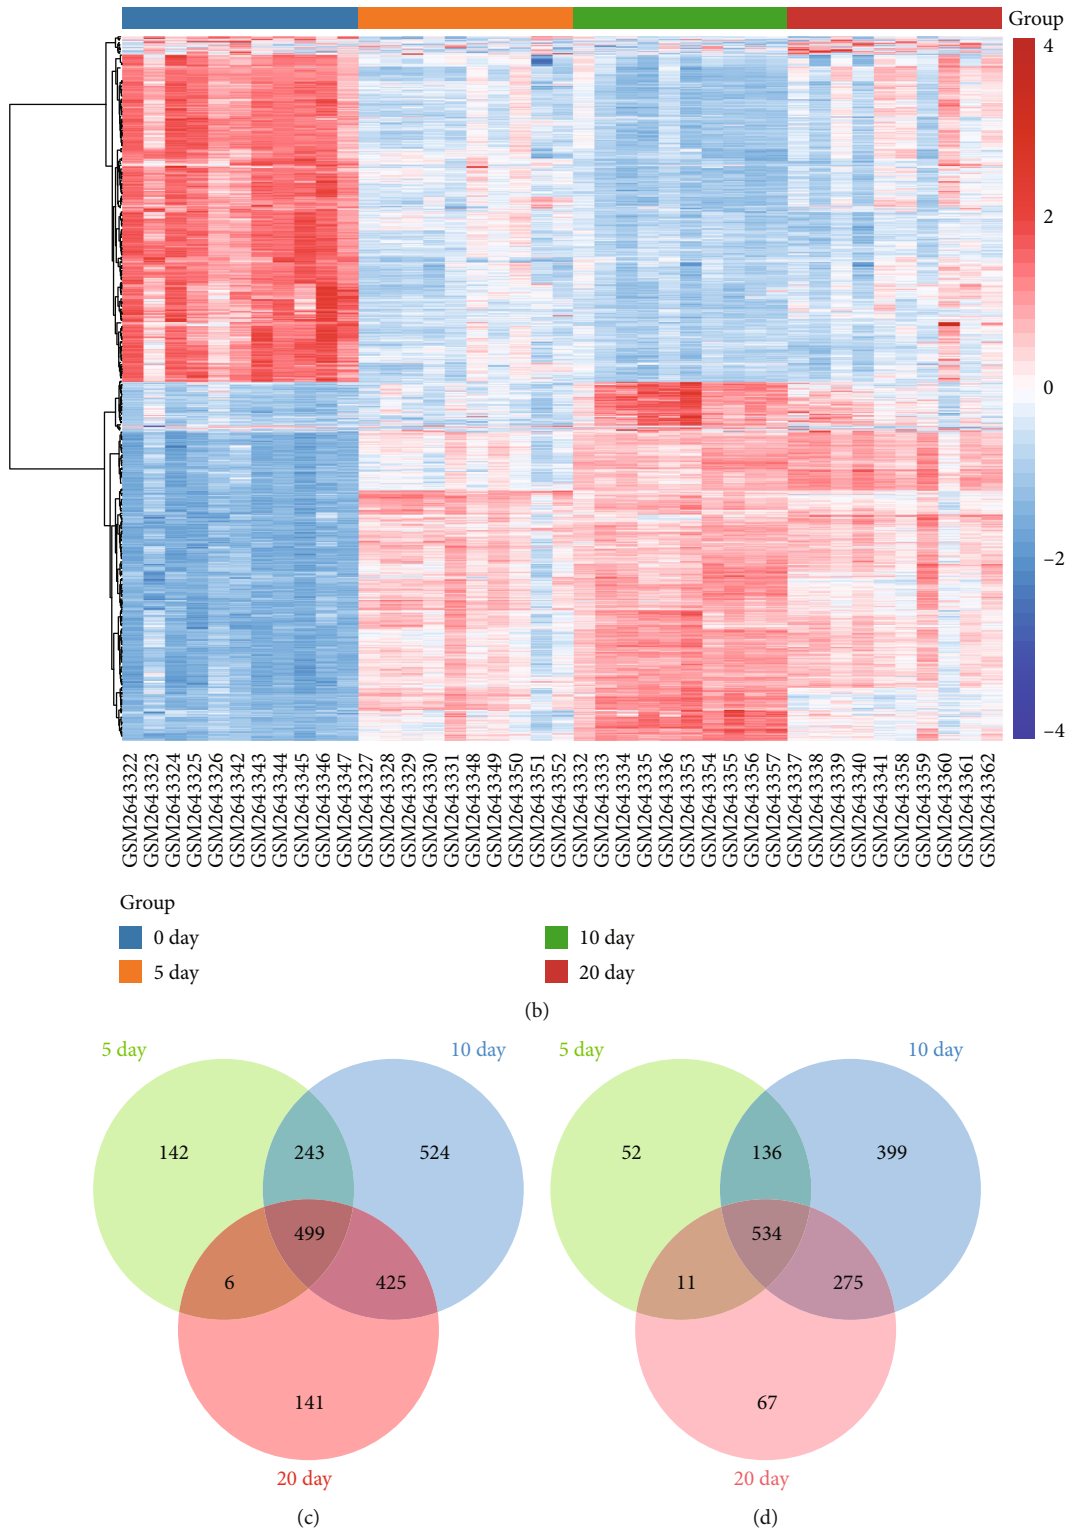 Group
4
2
0
−2
−4
GSM2643322
GSM2643323
GSM2643324
GSM2643325
GSM2643326
GSM2643342
GSM2643343
GSM2643344
GSM2643345
GSM2643346
GSM2643347
GSM2643327
GSM2643328
GSM2643329
GSM2643330
GSM2643331
GSM2643348
GSM2643349
GSM2643350
GSM2643351
GSM2643352
GSM2643332
GSM2643333
GSM2643334
GSM2643335
GSM2643336
GSM2643353
GSM2643354
GSM2643355
GSM2643356
GSM2643357
GSM2643337
GSM2643338
GSM2643339
GSM2643340
GSM2643341
GSM2643358
GSM2643359
GSM2643360
GSM2643361
GSM2643362
Group
0 day
10 day
5 day
20 day
(b)
5 day
10 day
142
243
524
499
6
425
141
20 day
(c)
5 day
10 day
52
136
399
534
11
275
67
20 day
(d)